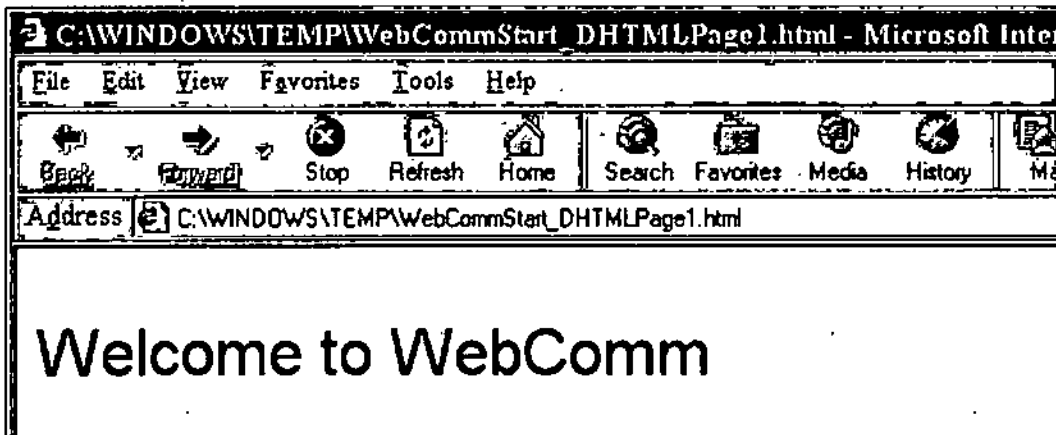 C:\WINDOWS\TEMP\WebCommStart_DHTMLPage1.html - Microsoft Inter
File Edit View Favorites Tools Help
Back Forward Stop Refresh Home Search Favorites Media History Ma
Address C:\WINDOWS\TEMP\WebCommStart_DHTMLPage1.html
Welcome to WebComm